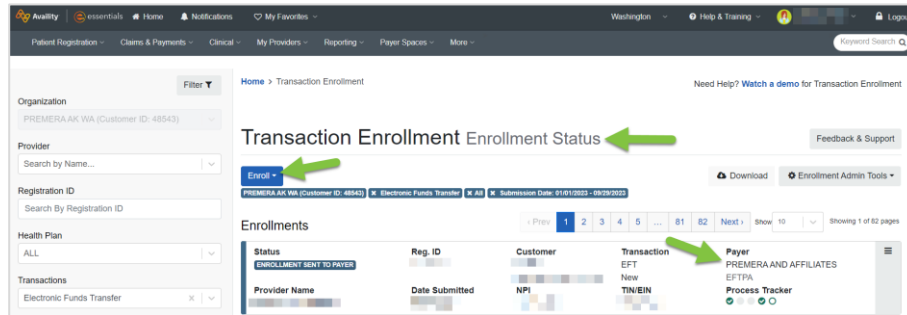 Availity essentials Home Notifications My Favorites Washington Help & Training Logout
Patient Registration Claims & Payments Clinical My Providers Reporting Payer Spaces More Keyword Search
Filter
Home > Transaction Enrollment
Need Help? Watch a demo for Transaction Enrollment
Organization
PREMERA AK WA (Customer ID: 48543)
Transaction Enrollment Enrollment Status
Feedback & Support
Provider
Search by Name...
Enroll
Download
Enrollment Admin Tools
PREMERA AK WA (Customer ID: 48543) × Electronic Funds Transfer × All × Submission Date: 01/01/2023 - 09/29/2023
Registration ID
Search By Registration ID
Enrollments
‹ Prev 1 2 3 4 5 ... 81 82 Next › Show 10 Showing 1 of 82 pages
Health Plan
ALL
Status Reg. ID Customer Transaction Payer
ENROLLMENT SENT TO PAYER EFT PREMERA AND AFFILIATES
New EFTPA
Transactions
Provider Name Date Submitted NPI TIN/EIN Process Tracker
Electronic Funds Transfer ×